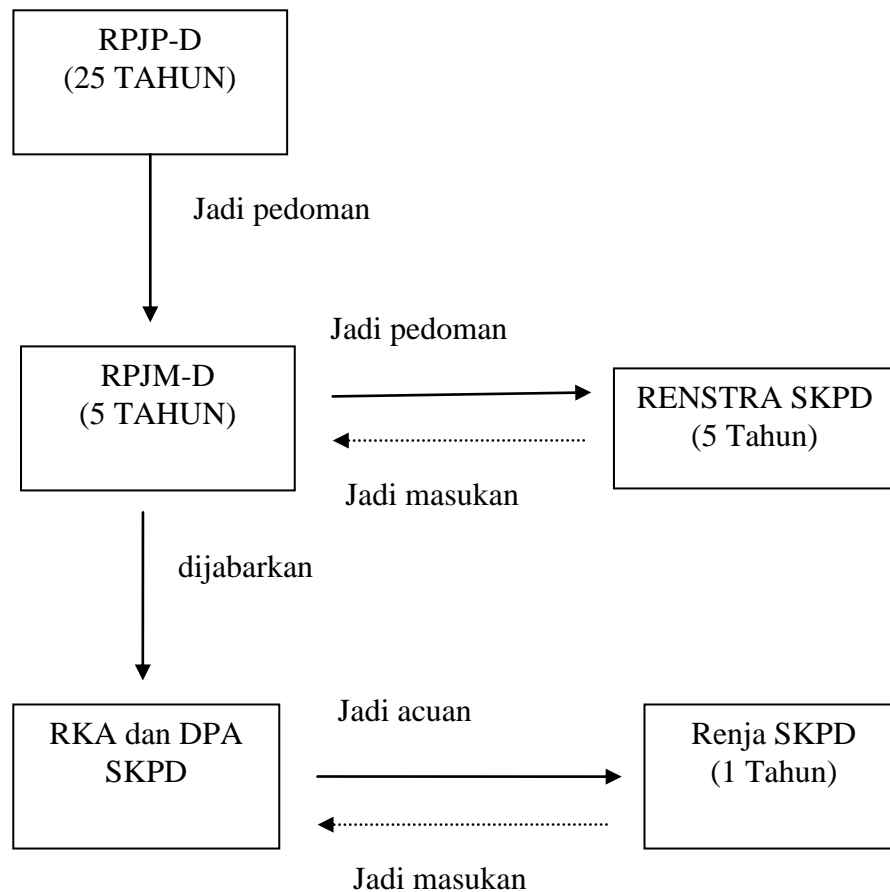 RPJP-D
(25 TAHUN)
Jadi pedoman
Jadi pedoman
RPJM-D
(5 TAHUN)
RENSTRA SKPD
(5 Tahun)
Jadi masukan
dijabarkan
RKA dan DPA
SKPD
Jadi acuan
Renja SKPD
(1 Tahun)
Jadi masukan